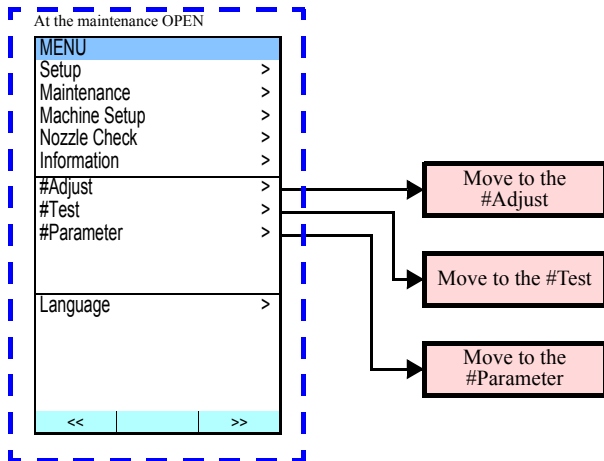 At the maintenance OPEN
MENU
Setup >
Maintenance >
Machine Setup >
Nozzle Check >
Information >
#Adjust >
#Test >
#Parameter >
Language >
<< >>
Move to the
#Adjust
Move to the #Test
Move to the
#Parameter